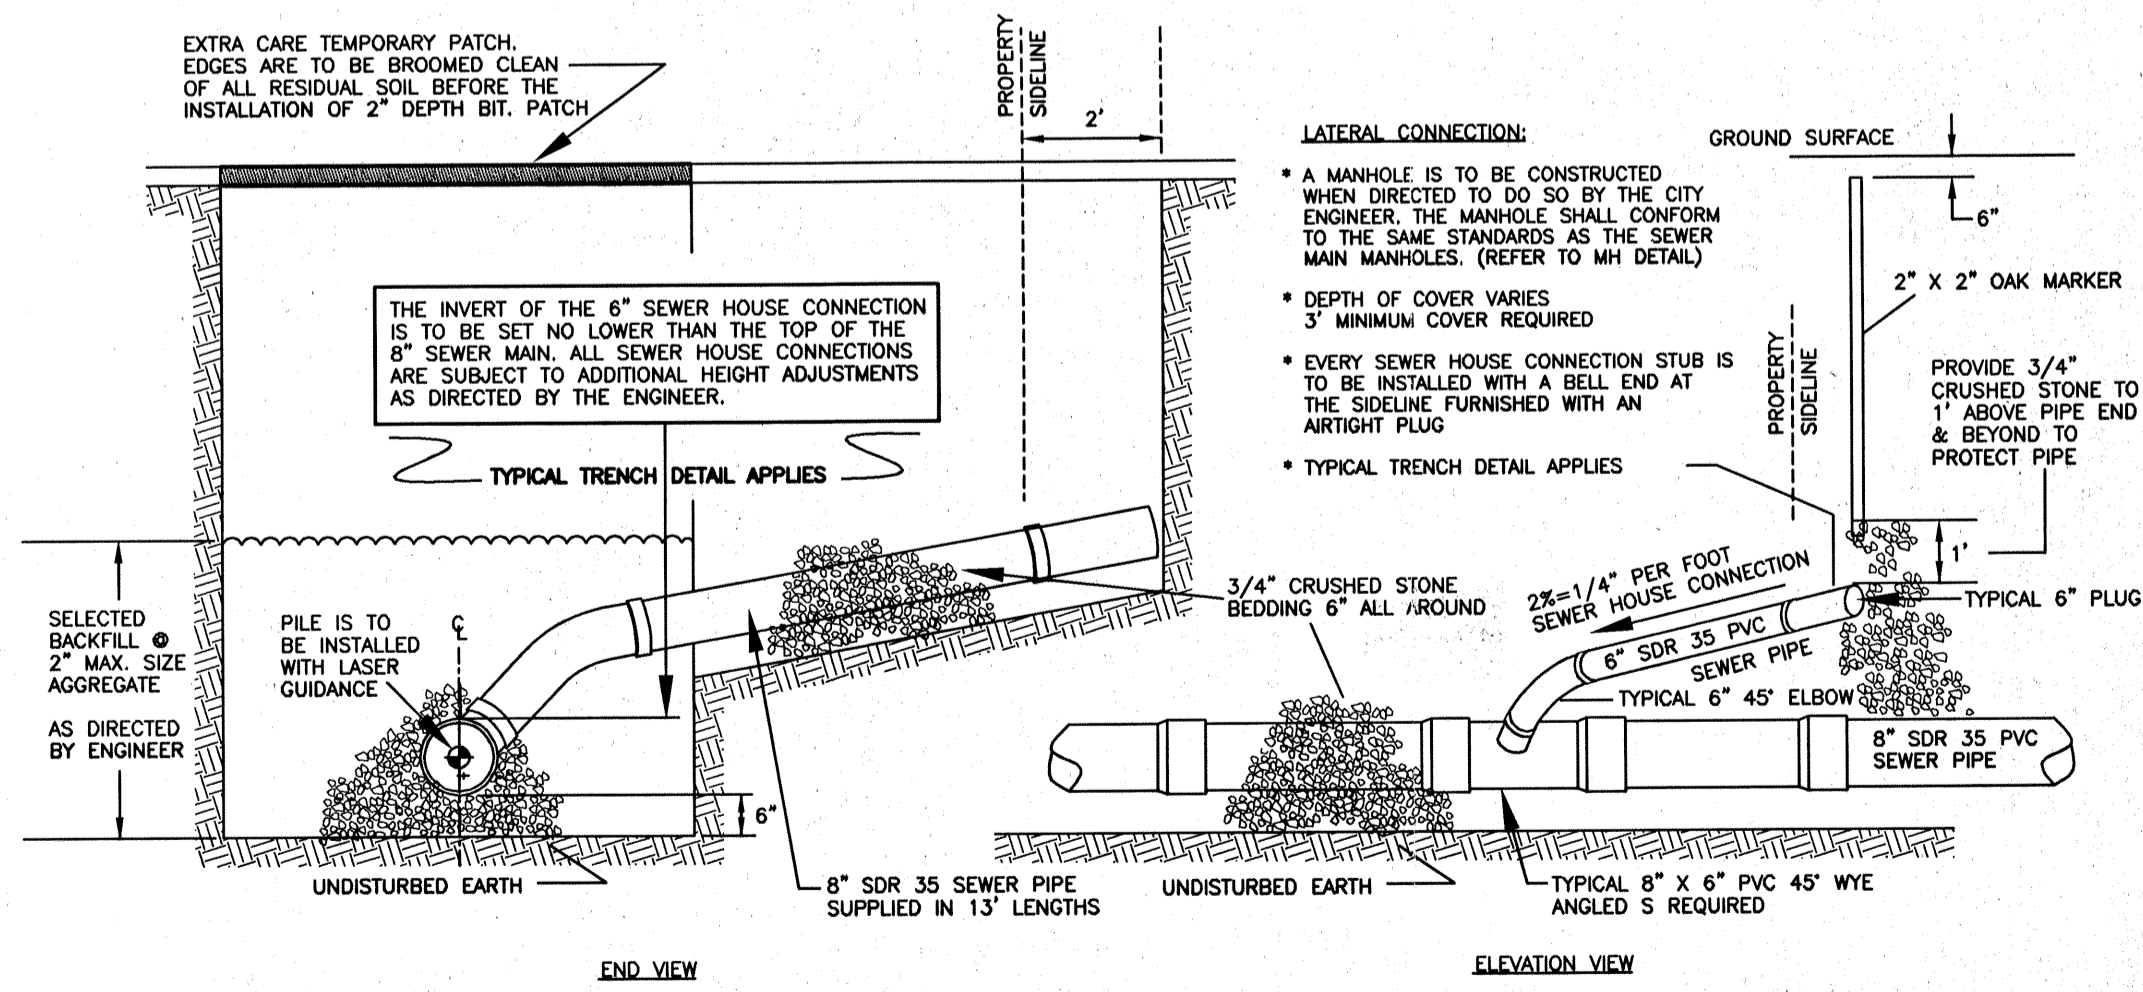 EXTRA CARE TEMPORARY PATCH.
EDGES ARE TO BE BROOMED CLEAN
OF ALL RESIDUAL SOIL BEFORE THE
INSTALLATION OF 2" DEPTH BIT. PATCH
PROPERTY
SIDELINE
2'
THE INVERT OF THE 6" SEWER HOUSE CONNECTION
IS TO BE SET NO LOWER THAN THE TOP OF THE
8" SEWER MAIN. ALL SEWER HOUSE CONNECTIONS
ARE SUBJECT TO ADDITIONAL HEIGHT ADJUSTMENTS
AS DIRECTED BY THE ENGINEER.
TYPICAL TRENCH DETAIL APPLIES
SELECTED
BACKFILL @
2" MAX. SIZE
AGGREGATE
AS DIRECTED
BY ENGINEER
PILE IS TO
BE INSTALLED
WITH LASER
GUIDANCE
℄
6"
UNDISTURBED EARTH
8" SDR 35 SEWER PIPE
SUPPLIED IN 13' LENGTHS
3/4" CRUSHED STONE
BEDDING 6" ALL AROUND
END VIEW
LATERAL CONNECTION:
* A MANHOLE IS TO BE CONSTRUCTED
WHEN DIRECTED TO DO SO BY THE CITY
ENGINEER. THE MANHOLE SHALL CONFORM
TO THE SAME STANDARDS AS THE SEWER
MAIN MANHOLES. (REFER TO MH DETAIL)
* DEPTH OF COVER VARIES
3' MINIMUM COVER REQUIRED
* EVERY SEWER HOUSE CONNECTION STUB IS
TO BE INSTALLED WITH A BELL END AT
THE SIDELINE FURNISHED WITH AN
AIRTIGHT PLUG
* TYPICAL TRENCH DETAIL APPLIES
GROUND SURFACE
6"
2" X 2" OAK MARKER
PROPERTY
SIDELINE
PROVIDE 3/4"
CRUSHED STONE TO
1' ABOVE PIPE END
& BEYOND TO
PROTECT PIPE
1'
2%=1/4" PER FOOT
SEWER HOUSE CONNECTION
TYPICAL 6" PLUG
6" SDR 35 PVC
SEWER PIPE
TYPICAL 6" 45° ELBOW
8" SDR 35 PVC
SEWER PIPE
UNDISTURBED EARTH
TYPICAL 8" X 6" PVC 45° WYE
ANGLED S REQUIRED
ELEVATION VIEW